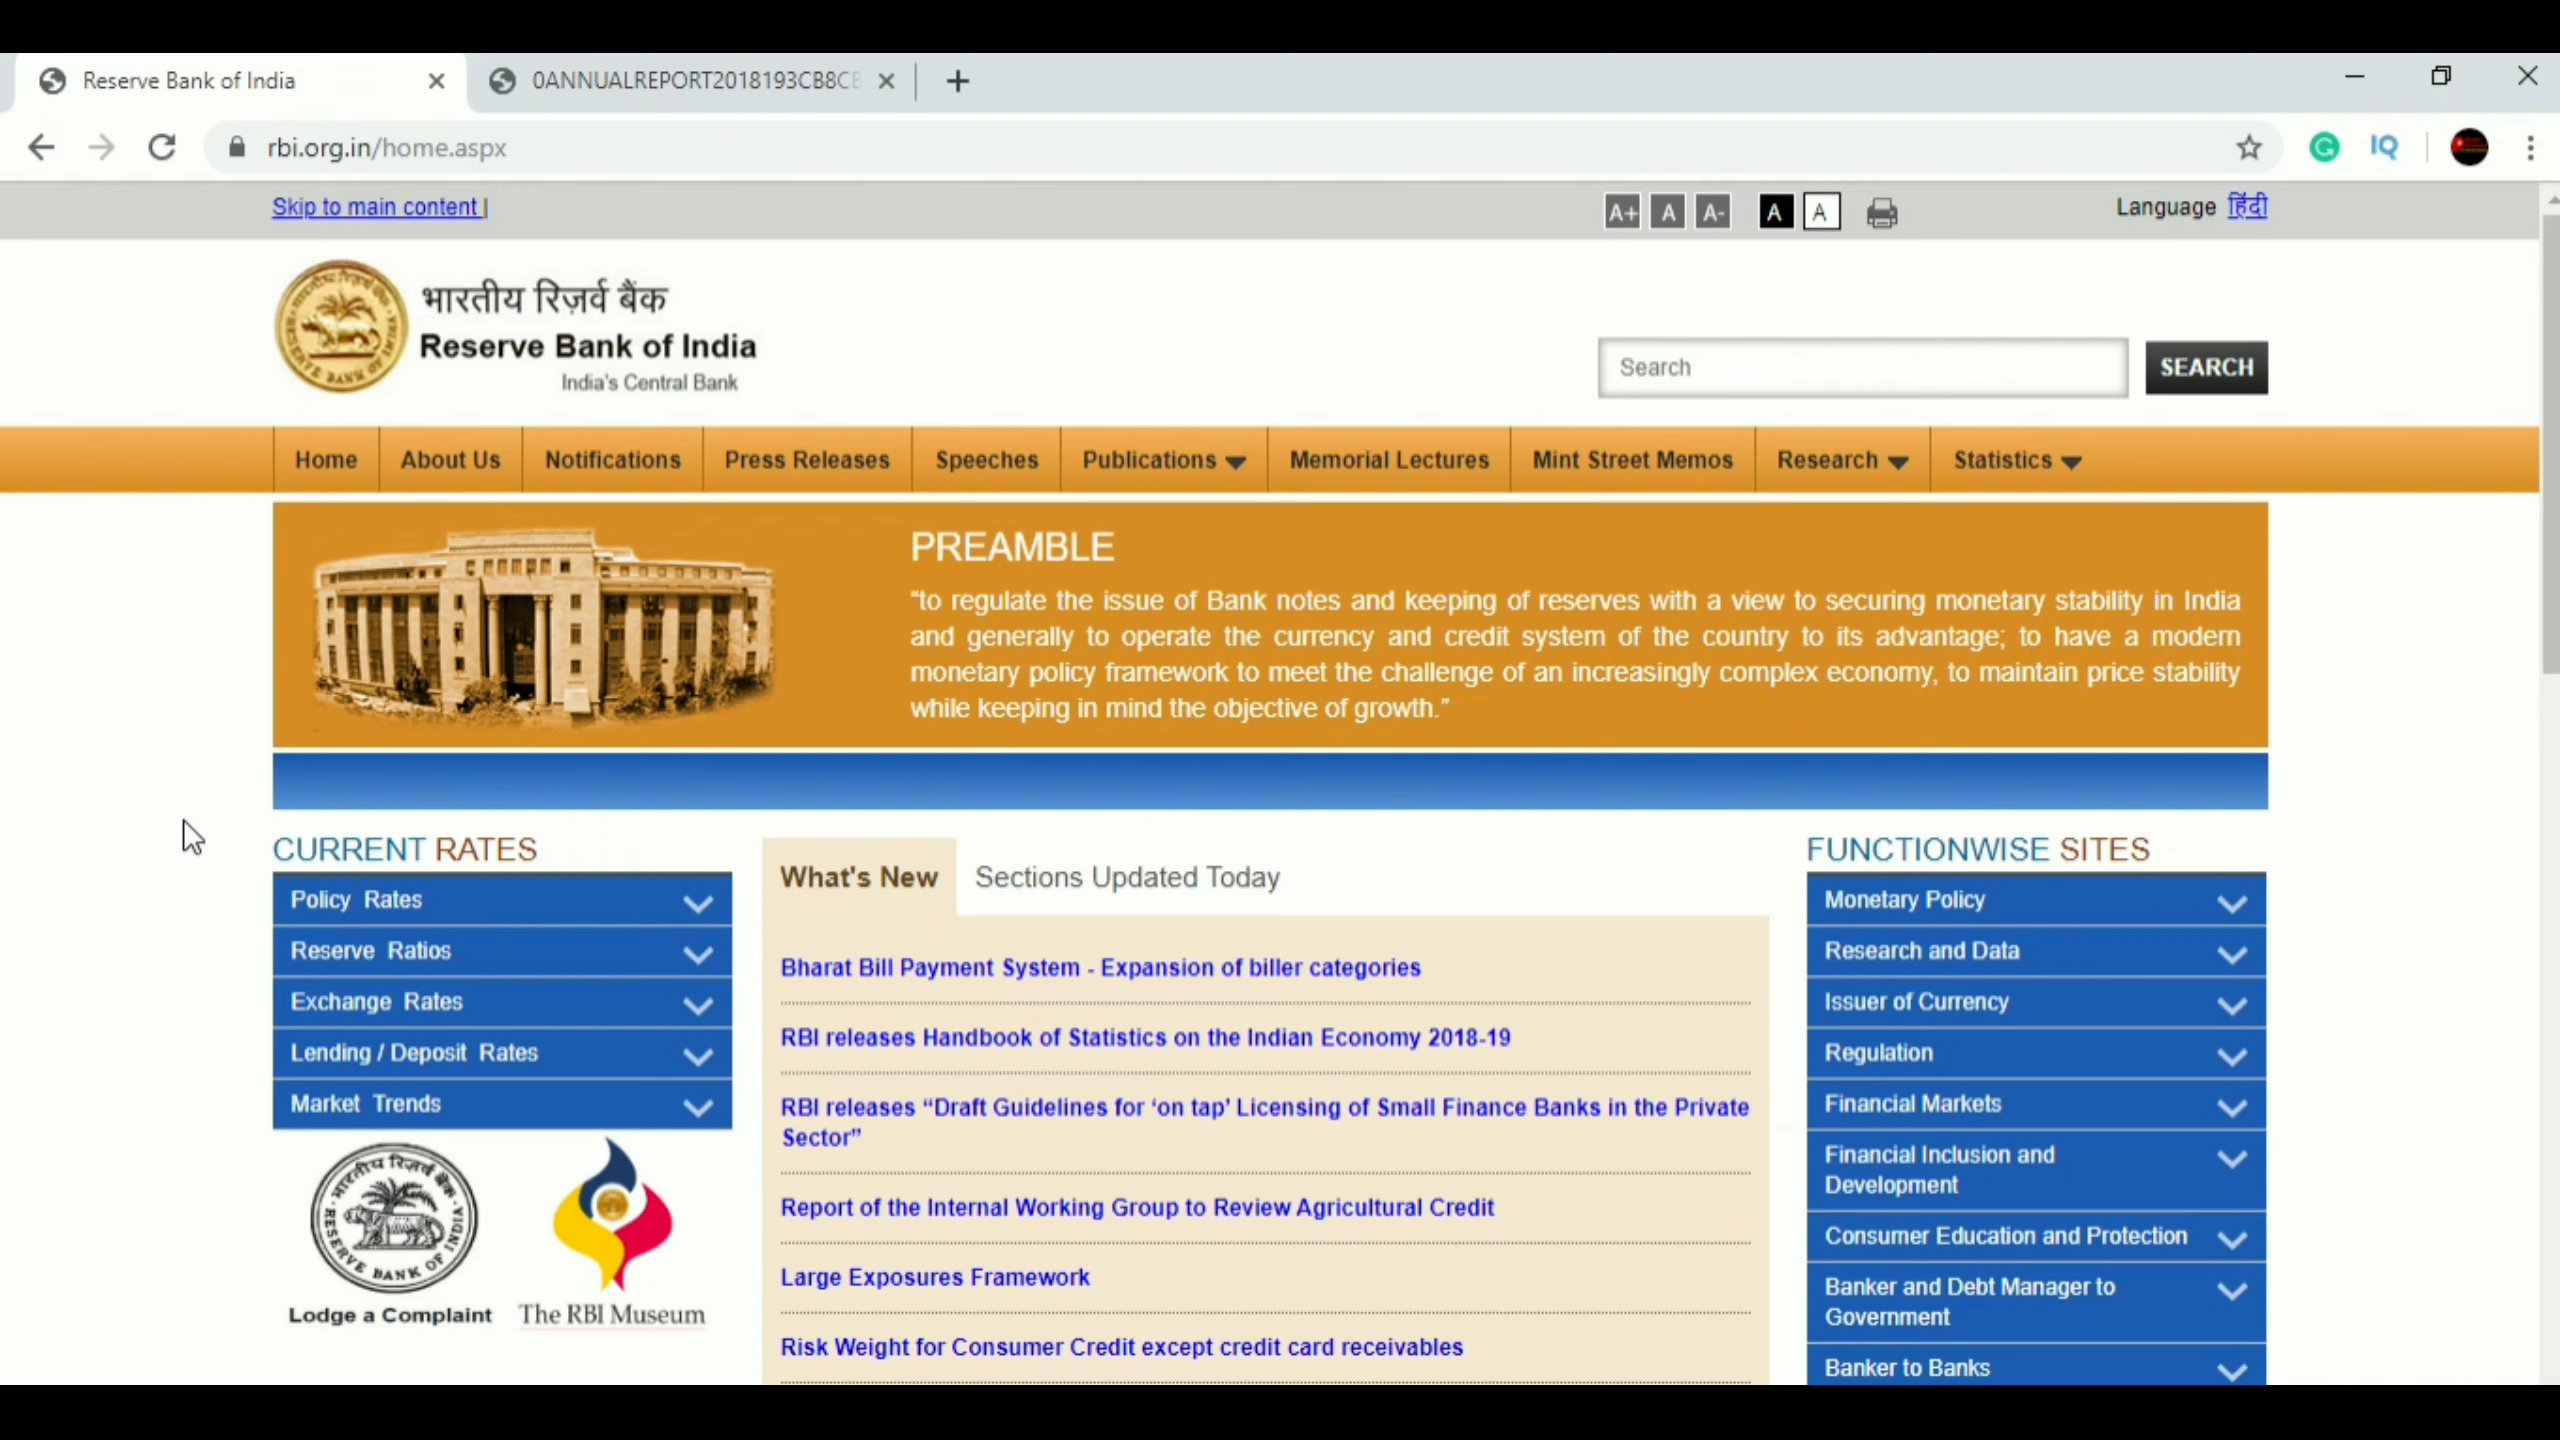 Reserve Bank of India
0ANNUALREPORT2018193CB8CE
rbi.org.in/home.aspx
IQ
Skip to main content |
A+ A A- A A
Language हिंदी
भारतीय रिज़र्व बैंक
Reserve Bank of India
India's Central Bank
Search
SEARCH
Home About Us Notifications Press Releases Speeches Publications Memorial Lectures Mint Street Memos Research Statistics
PREAMBLE
“to regulate the issue of Bank notes and keeping of reserves with a view to securing monetary stability in India
and generally to operate the currency and credit system of the country to its advantage; to have a modern
monetary policy framework to meet the challenge of an increasingly complex economy, to maintain price stability
while keeping in mind the objective of growth.”
CURRENT RATES
Policy Rates
Reserve Ratios
Exchange Rates
Lending / Deposit Rates
Market Trends
भारतीय रिज़र्व बैंक
RESERVE BANK OF INDIA
Lodge a Complaint
The RBI Museum
What's New
Sections Updated Today
Bharat Bill Payment System - Expansion of biller categories
RBI releases Handbook of Statistics on the Indian Economy 2018-19
RBI releases “Draft Guidelines for ‘on tap’ Licensing of Small Finance Banks in the Private
Sector”
Report of the Internal Working Group to Review Agricultural Credit
Large Exposures Framework
Risk Weight for Consumer Credit except credit card receivables
FUNCTIONWISE SITES
Monetary Policy
Research and Data
Issuer of Currency
Regulation
Financial Markets
Financial Inclusion and
Development
Consumer Education and Protection
Banker and Debt Manager to
Government
Banker to Banks